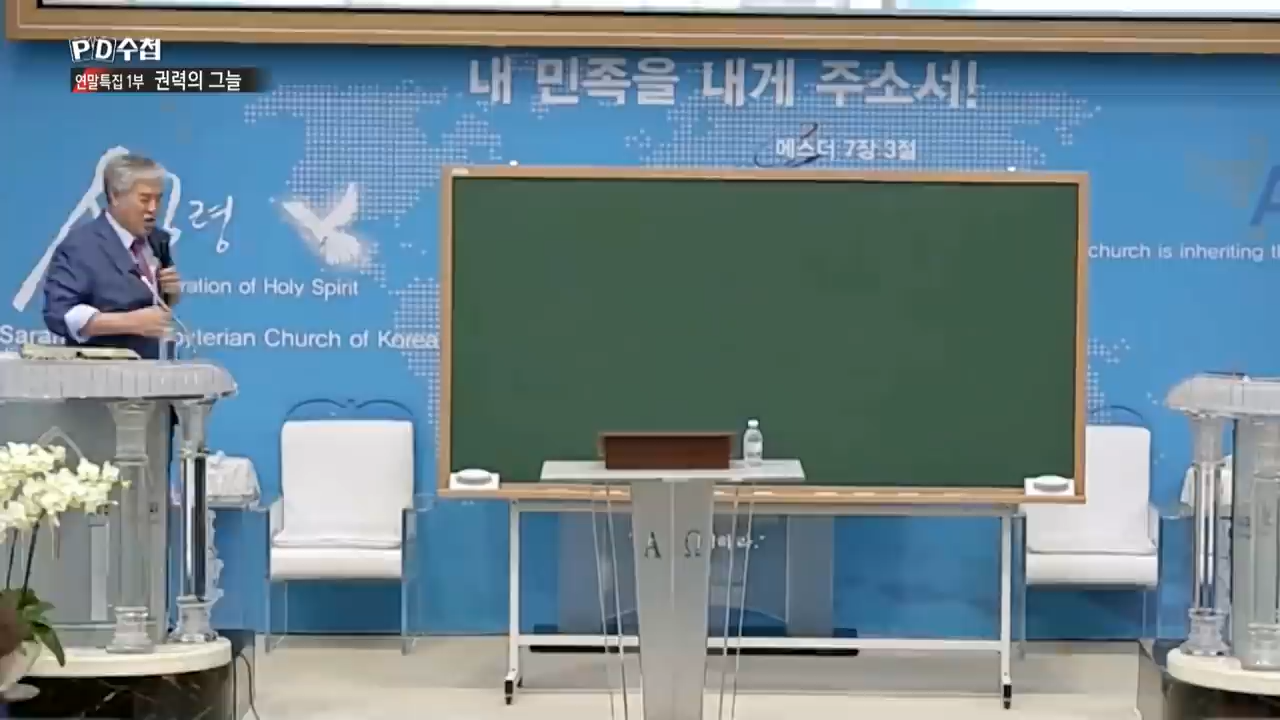 PD수첩
연말특집 1부 권력의 그늘
내 민족을 내게 주소서!
에스더 7장 3절
령
of Holy Spirit
Church of Korea
church is inheriting
Α Ω